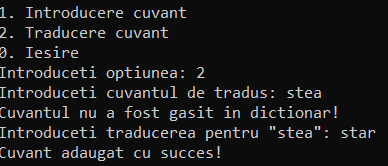 1. Introducere cuvant
2. Traducere cuvant
0. Iesire
Introduceti optiunea: 2
Introduceti cuvantul de tradus: stea
Cuvantul nu a fost gasit in dictionar!
Introduceti traducerea pentru "stea": star
Cuvant adaugat cu succes!